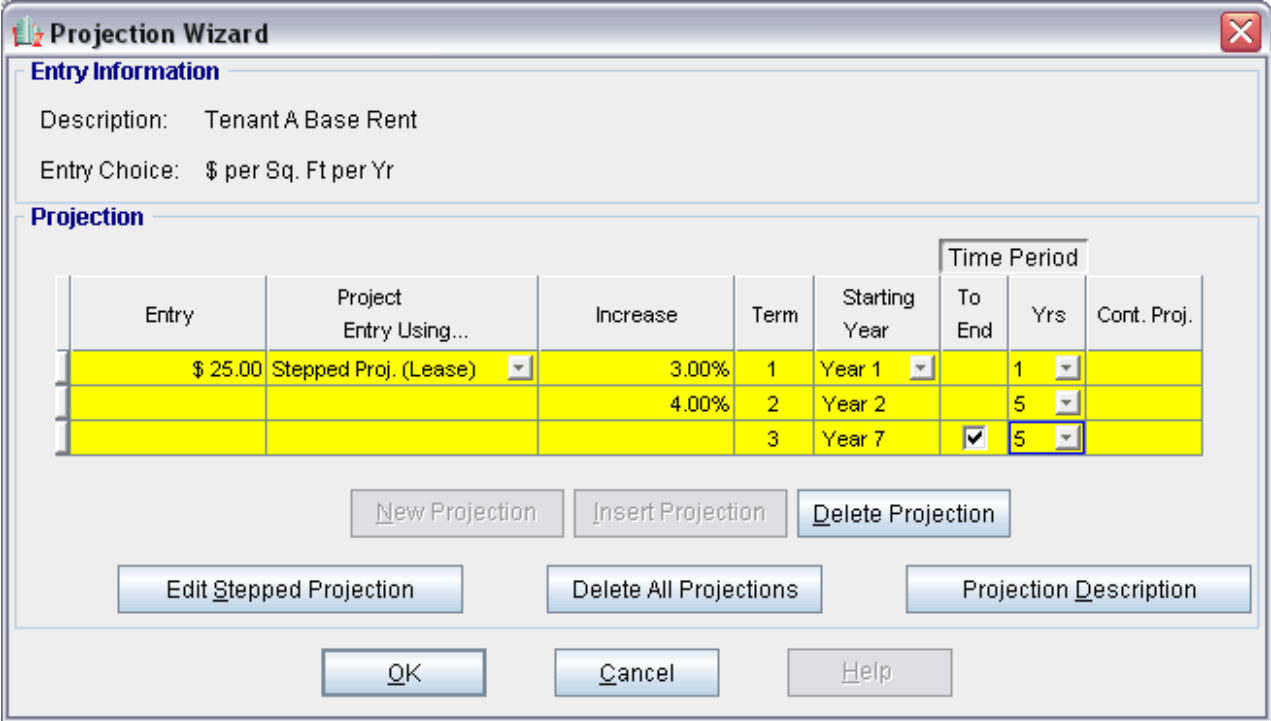 Projection Wizard
Entry Information
Description: Tenant A Base Rent
Entry Choice: $ per Sq. Ft per Yr
Projection
Time Period
Entry Project Entry Using... Increase Term Starting Year To End Yrs Cont. Proj.
$ 25.00 Stepped Proj. (Lease) 3.00% 1 Year 1 1
4.00% 2 Year 2 5
3 Year 7 5
New Projection Insert Projection Delete Projection
Edit Stepped Projection Delete All Projections Projection Description
OK Cancel Help